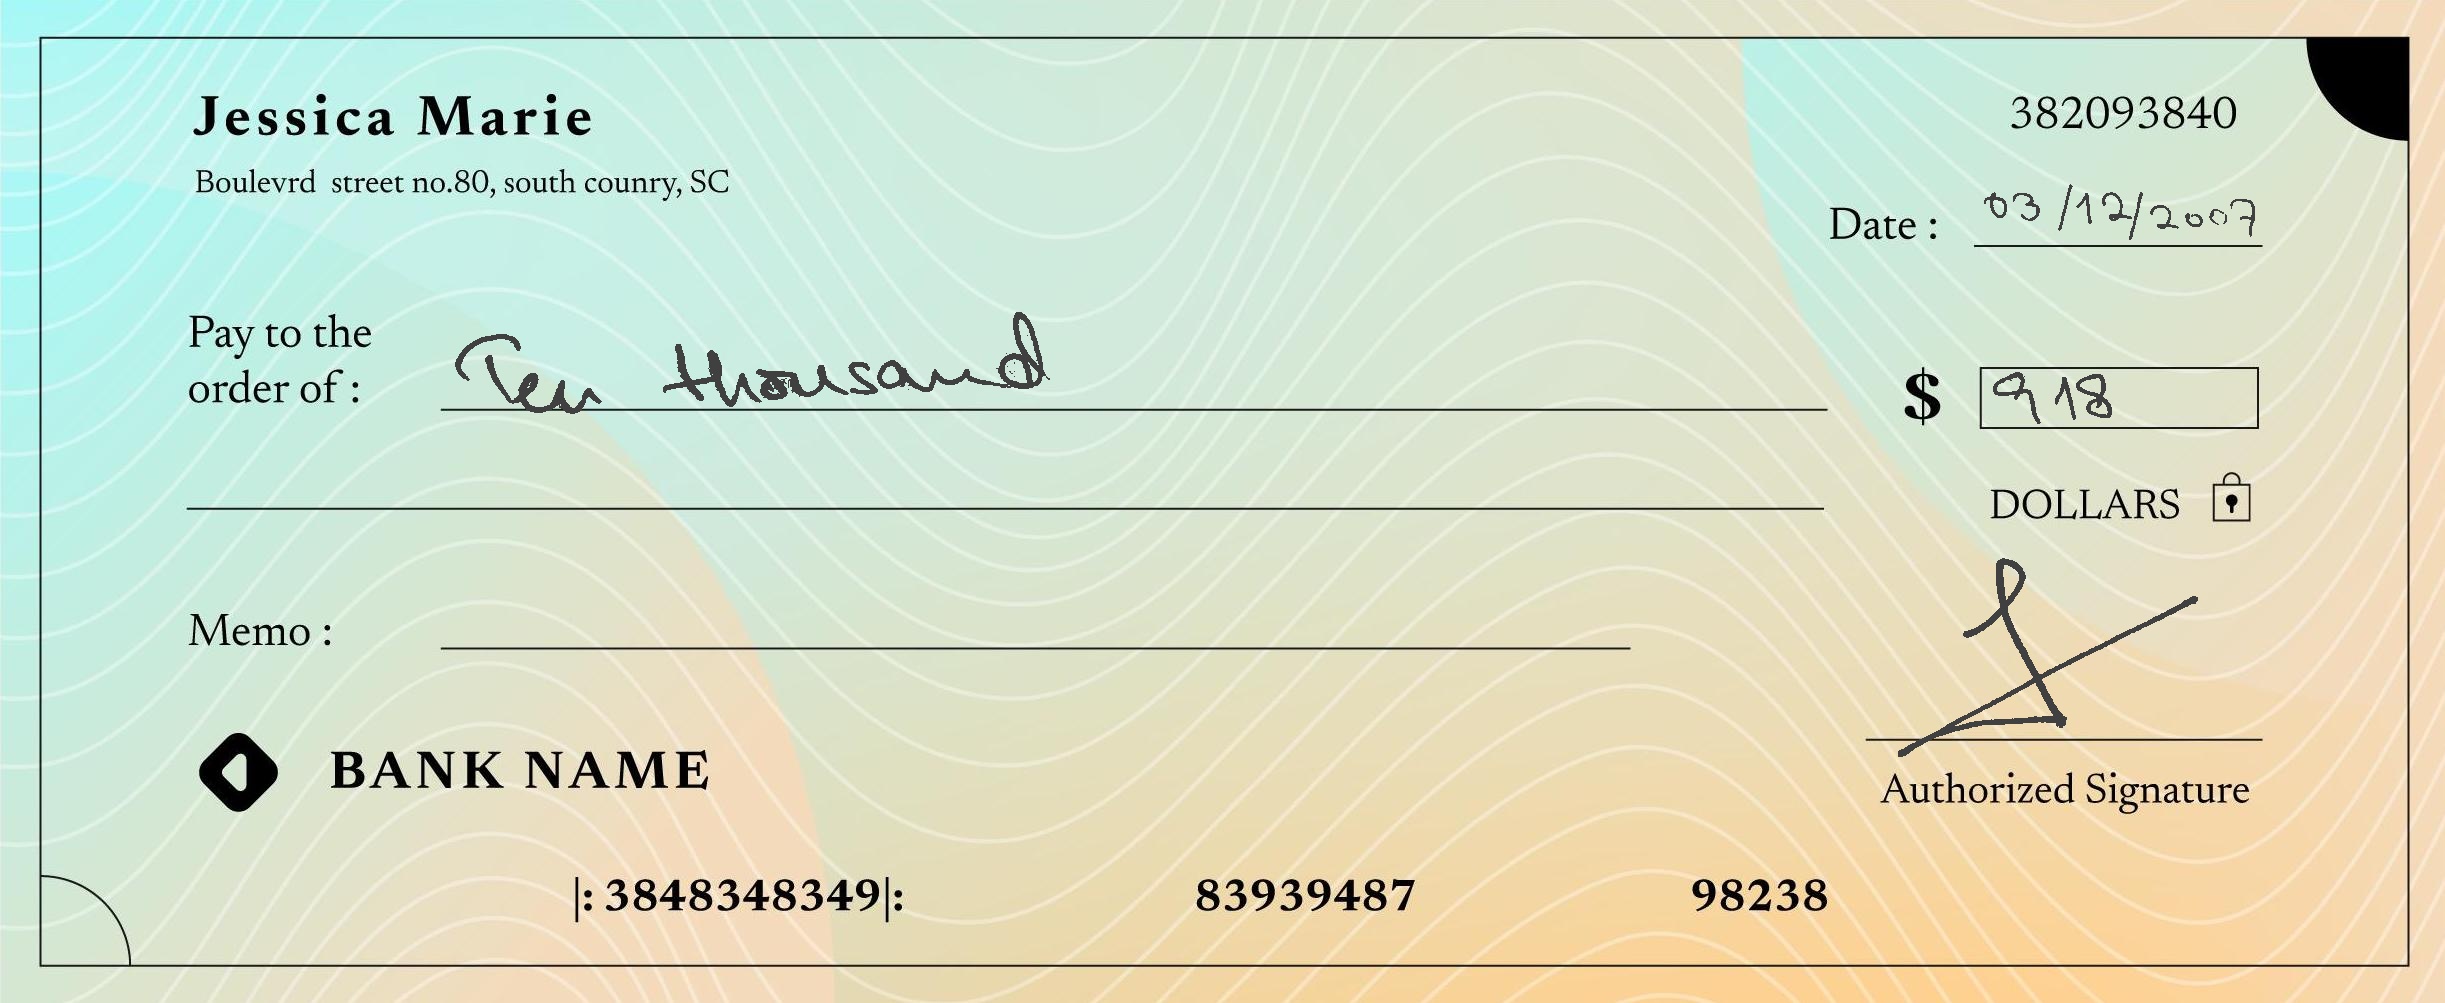 Jessica Marie
382093840
Boulevrd street no.80, south counry, SC
Date : 03/12/2007
Pay to the
order of : Ten thousand
$ 918
DOLLARS
Memo :
BANK NAME
Authorized Signature
|: 3848348349|: 83939487 98238